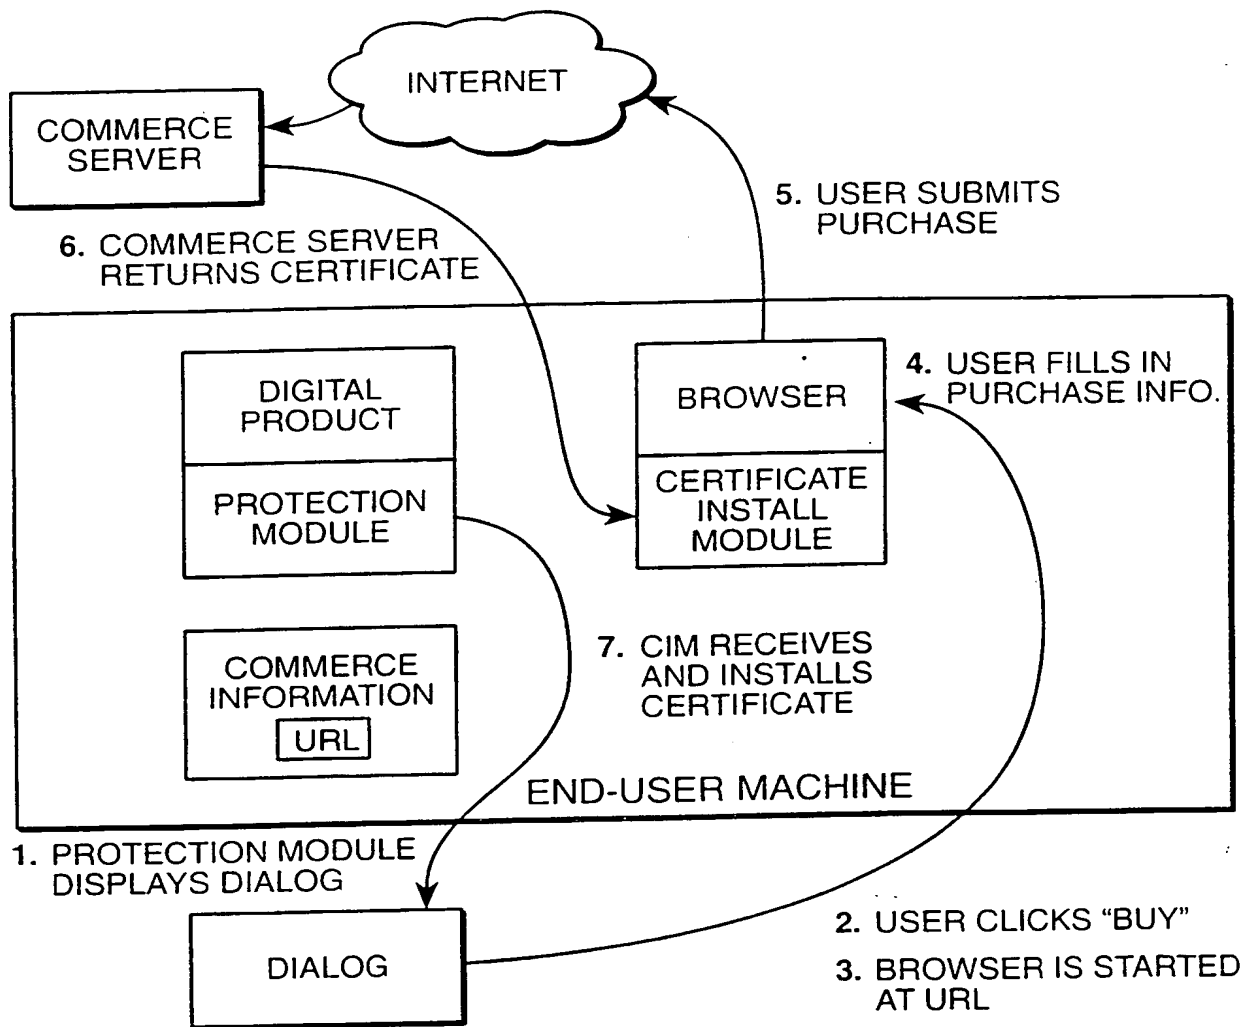 INTERNET
COMMERCE
SERVER
5. USER SUBMITS
PURCHASE
6. COMMERCE SERVER
RETURNS CERTIFICATE
DIGITAL
PRODUCT
PROTECTION
MODULE
BROWSER
CERTIFICATE
INSTALL
MODULE
4. USER FILLS IN
PURCHASE INFO.
COMMERCE
INFORMATION
URL
7. CIM RECEIVES
AND INSTALLS
CERTIFICATE
END-USER MACHINE
1. PROTECTION MODULE
DISPLAYS DIALOG
DIALOG
2. USER CLICKS “BUY”
3. BROWSER IS STARTED
AT URL